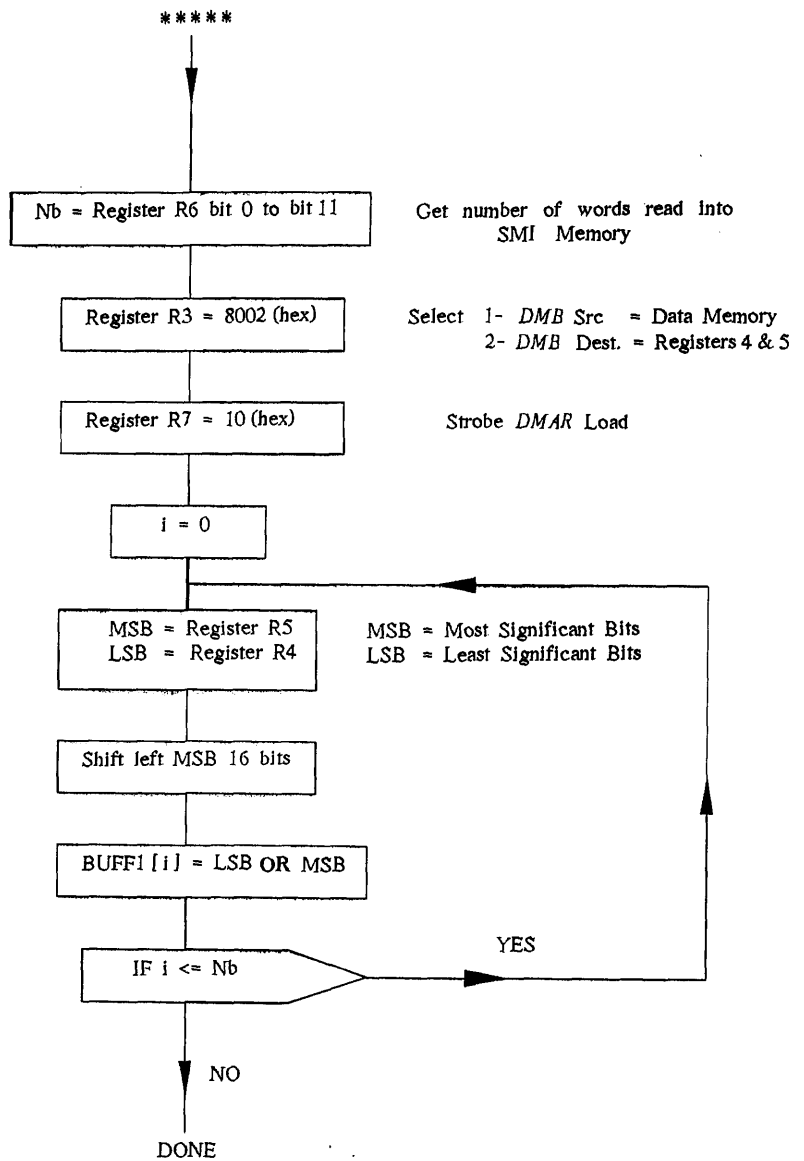 *****
Nb = Register R6 bit 0 to bit 11
Get number of words read into
SMI Memory
Register R3 = 8002 (hex)
Select 1- DMB Src = Data Memory
2- DMB Dest. = Registers 4 & 5
Register R7 = 10 (hex)
Strobe DMAR Load
i = 0
MSB = Register R5
LSB = Register R4
MSB = Most Significant Bits
LSB = Least Significant Bits
Shift left MSB 16 bits
BUFF1 [i] = LSB OR MSB
IF i <= Nb
YES
NO
DONE